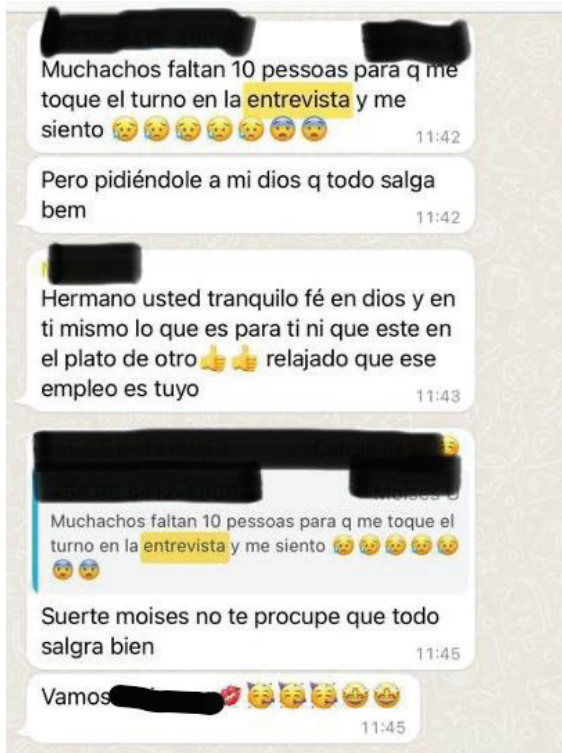 Muchachos faltan 10 pessoas para q me
toque el turno en la entrevista y me
siento 😥😥😥😥😥😨😨
11:42
Pero pidiéndole a mi dios q todo salga
bem
11:42
Hermano usted tranquilo fé en dios y en
ti mismo lo que es para ti ni que este en
el plato de otro👍👍 relajado que ese
empleo es tuyo
11:43
Muchachos faltan 10 pessoas para q me toque el
turno en la entrevista y me siento 😥😥😥😥😥
😨😨
Suerte moises no te procupe que todo
salgra bien
11:45
Vamos 💋🥳🥳🥳🤩🤩
11:45